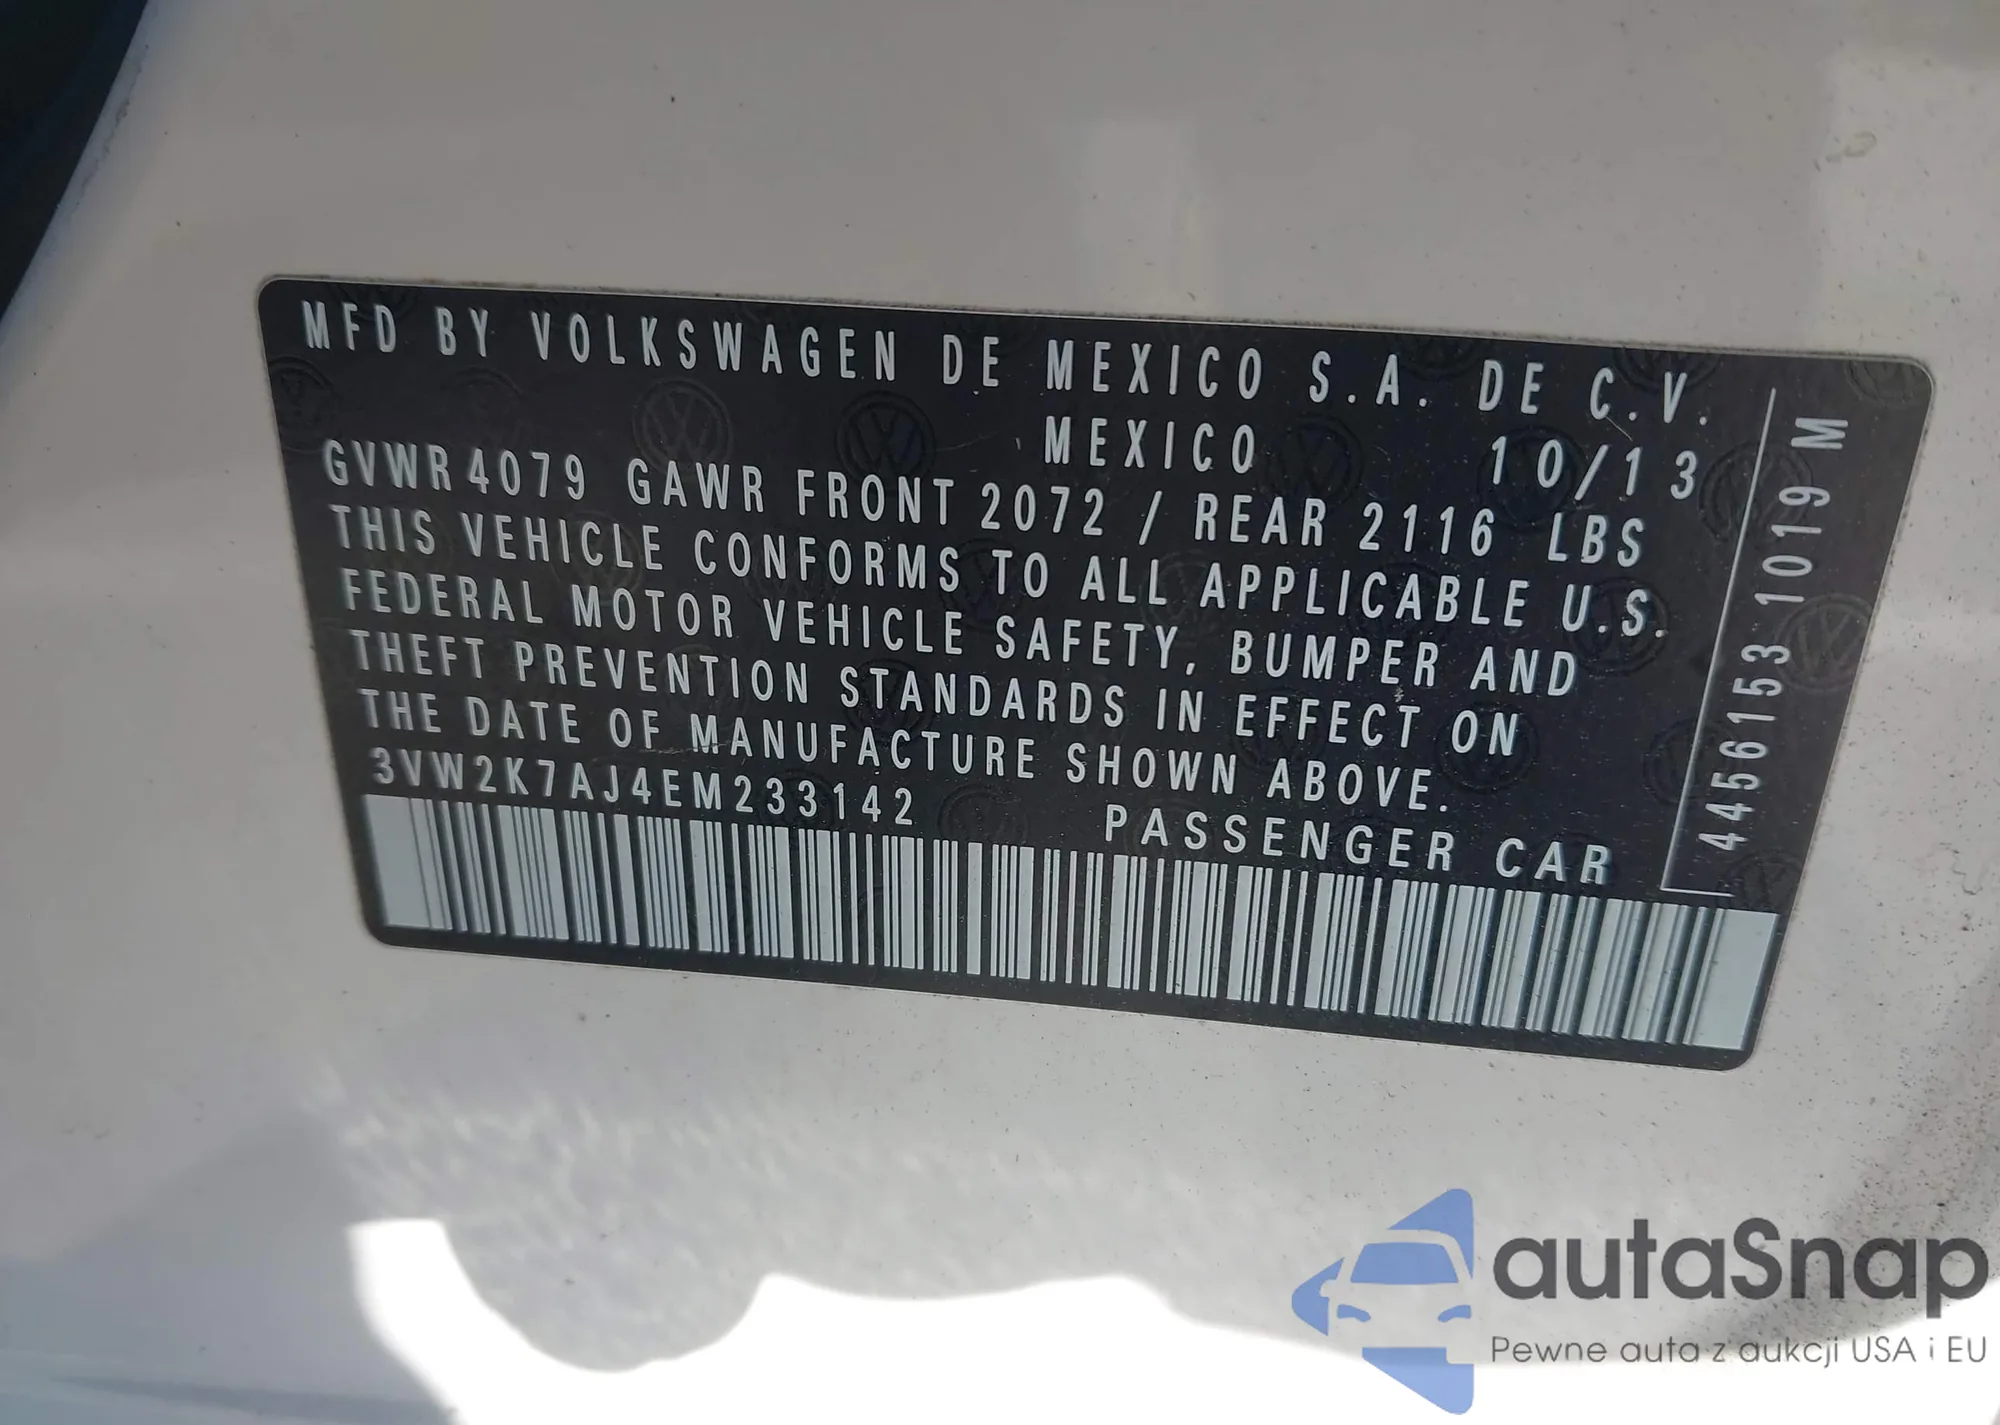 MFD BY VOLKSWAGEN DE MEXICO S.A. DE C.V.
MEXICO 10/13
GVWR 4079 GAWR FRONT 2072 / REAR 2116 LBS
THIS VEHICLE CONFORMS TO ALL APPLICABLE U.S.
FEDERAL MOTOR VEHICLE SAFETY, BUMPER AND
THEFT PREVENTION STANDARDS IN EFFECT ON
THE DATE OF MANUFACTURE SHOWN ABOVE.
3VW2K7AJ4EM233142 PASSENGER CAR
4456153 1019 M
autaSnap
Pewne auta z aukcji USA i EU